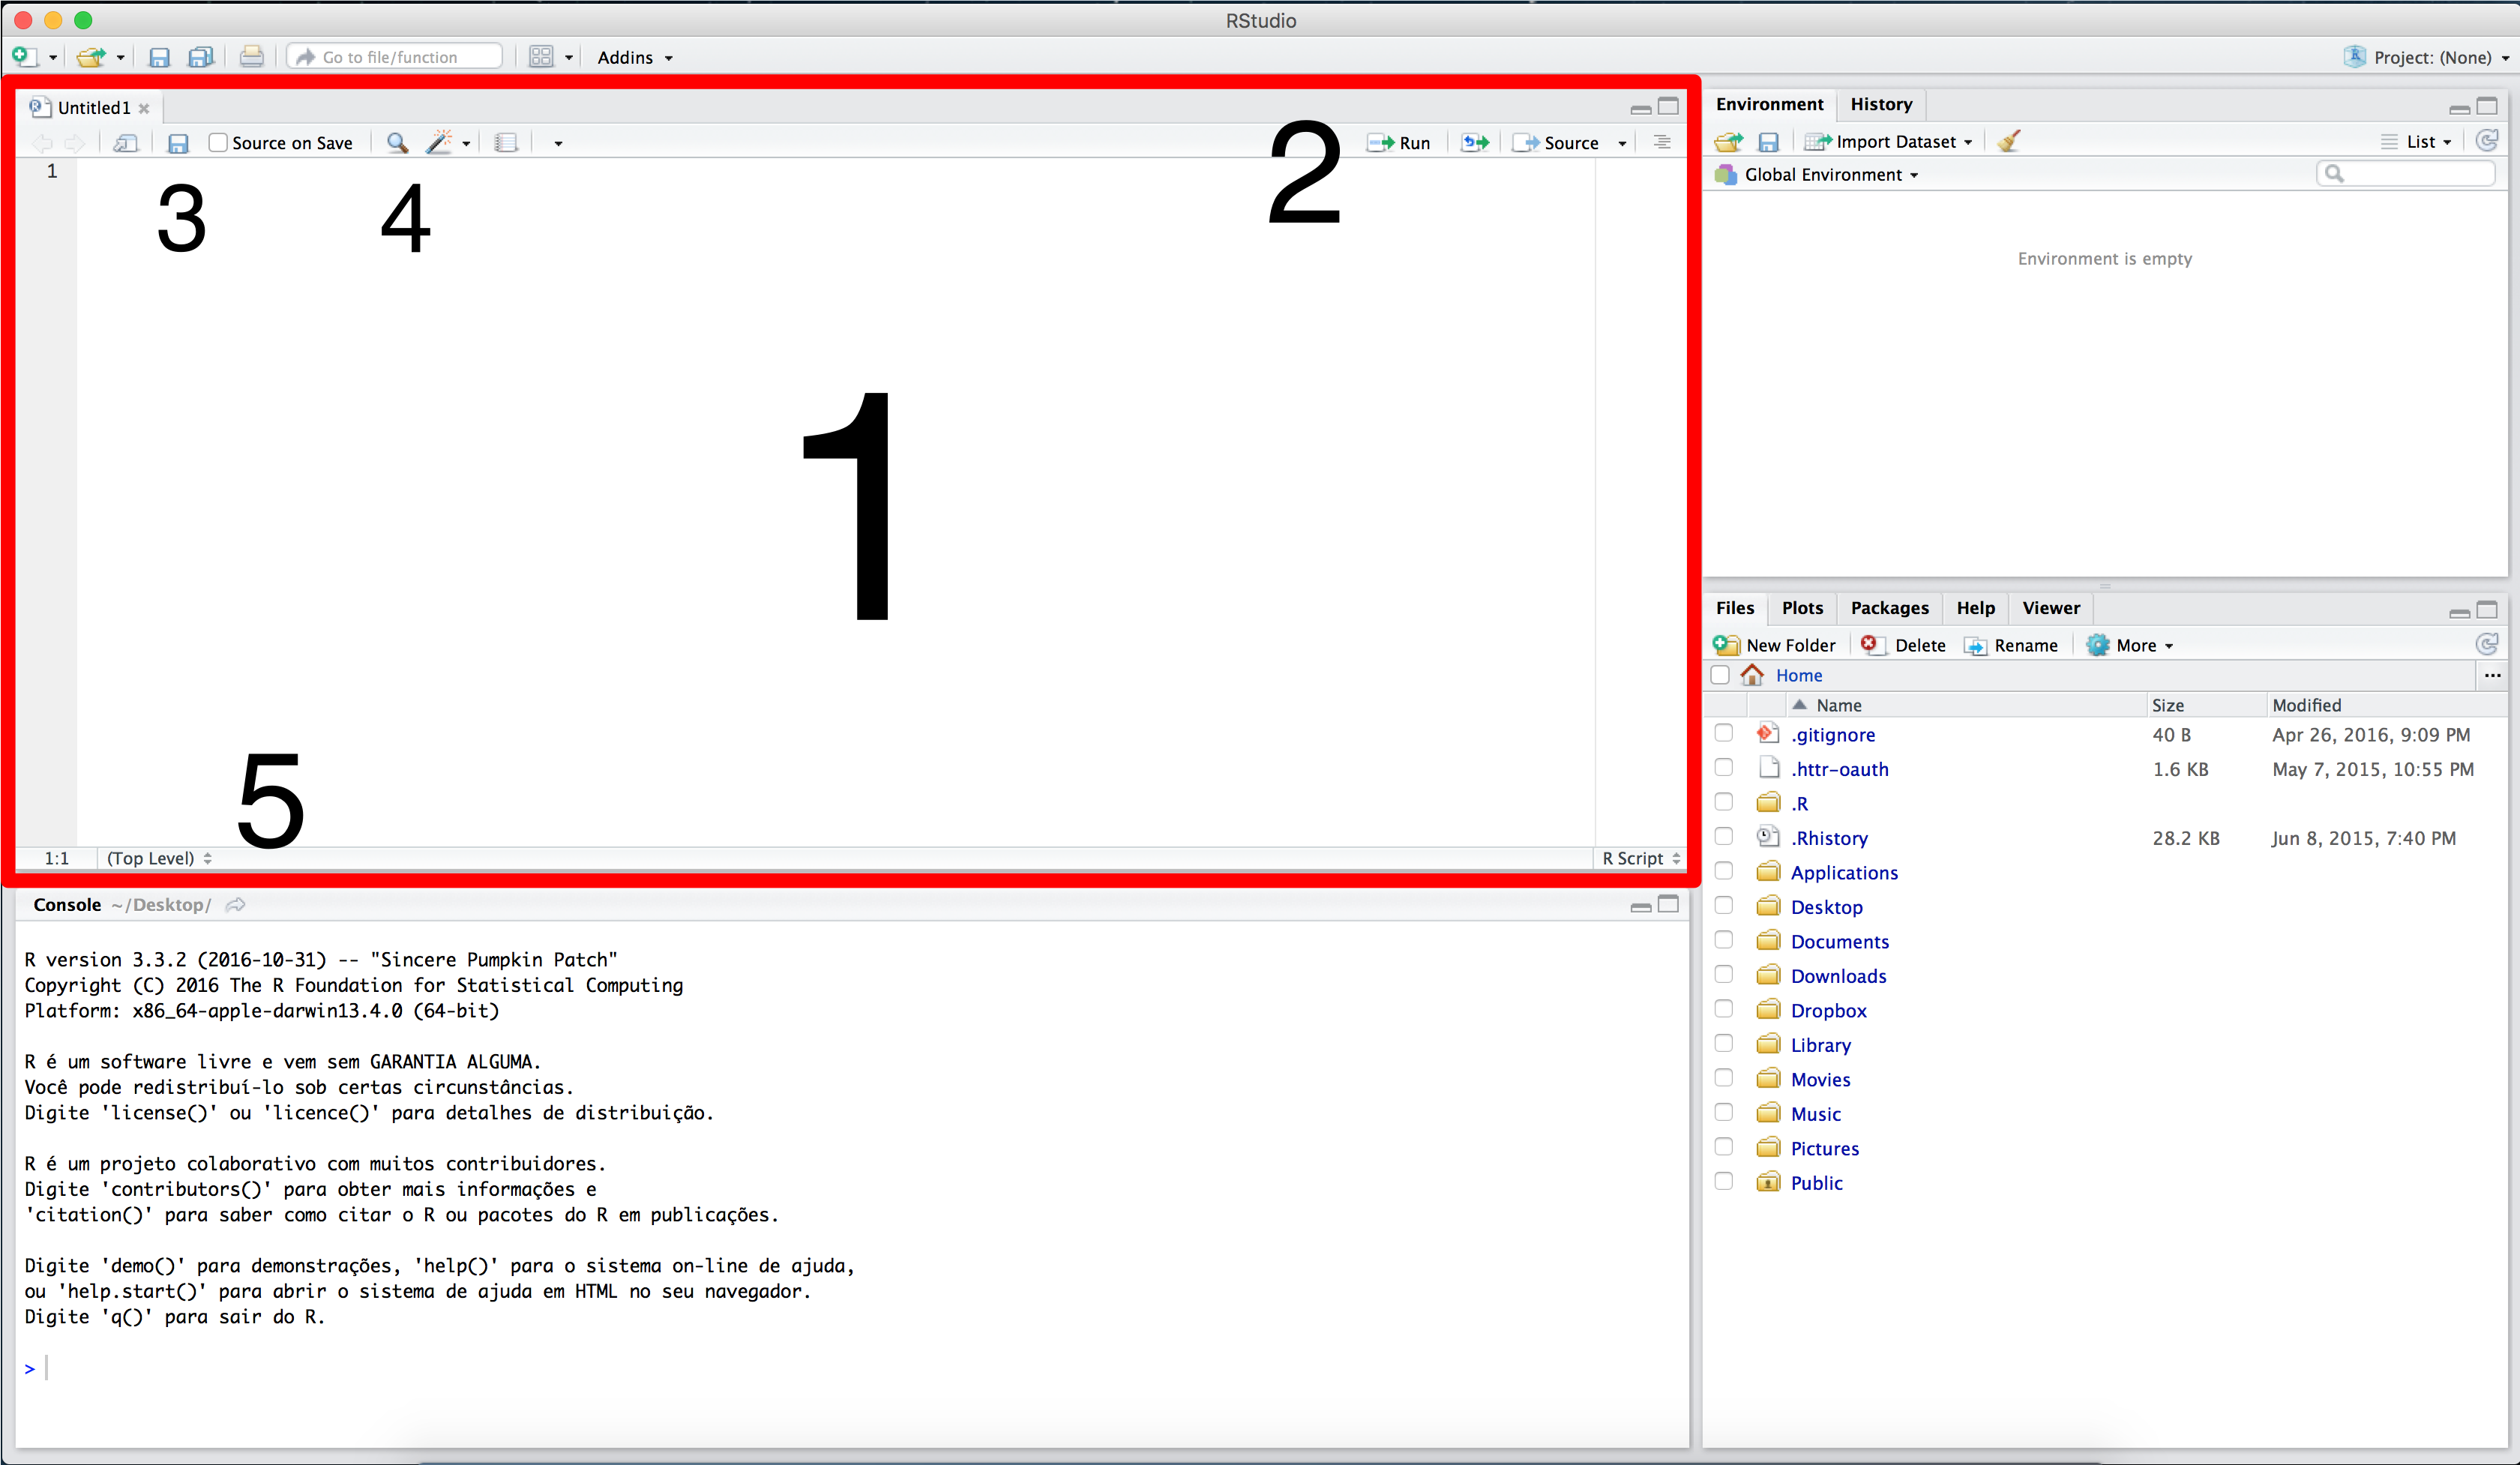 RStudio
Go to file/function
Addins
Project: (None)
Untitled1
Source on Save
Run
Source
1
3
4
2
1
5
1:1
(Top Level)
R Script
Console ~/Desktop/
R version 3.3.2 (2016-10-31) -- "Sincere Pumpkin Patch"
Copyright (C) 2016 The R Foundation for Statistical Computing
Platform: x86_64-apple-darwin13.4.0 (64-bit)
R é um software livre e vem sem GARANTIA ALGUMA.
Você pode redistribuí-lo sob certas circunstâncias.
Digite 'license()' ou 'licence()' para detalhes de distribuição.
R é um projeto colaborativo com muitos contribuidores.
Digite 'contributors()' para obter mais informações e
'citation()' para saber como citar o R ou pacotes do R em publicações.
Digite 'demo()' para demonstrações, 'help()' para o sistema on-line de ajuda,
ou 'help.start()' para abrir o sistema de ajuda em HTML no seu navegador.
Digite 'q()' para sair do R.
>
Environment History
Import Dataset
List
Global Environment
Environment is empty
Files Plots Packages Help Viewer
New Folder Delete Rename More
Home ...
Name Size Modified
.gitignore 40 B Apr 26, 2016, 9:09 PM
.httr-oauth 1.6 KB May 7, 2015, 10:55 PM
.R
.Rhistory 28.2 KB Jun 8, 2015, 7:40 PM
Applications
Desktop
Documents
Downloads
Dropbox
Library
Movies
Music
Pictures
Public